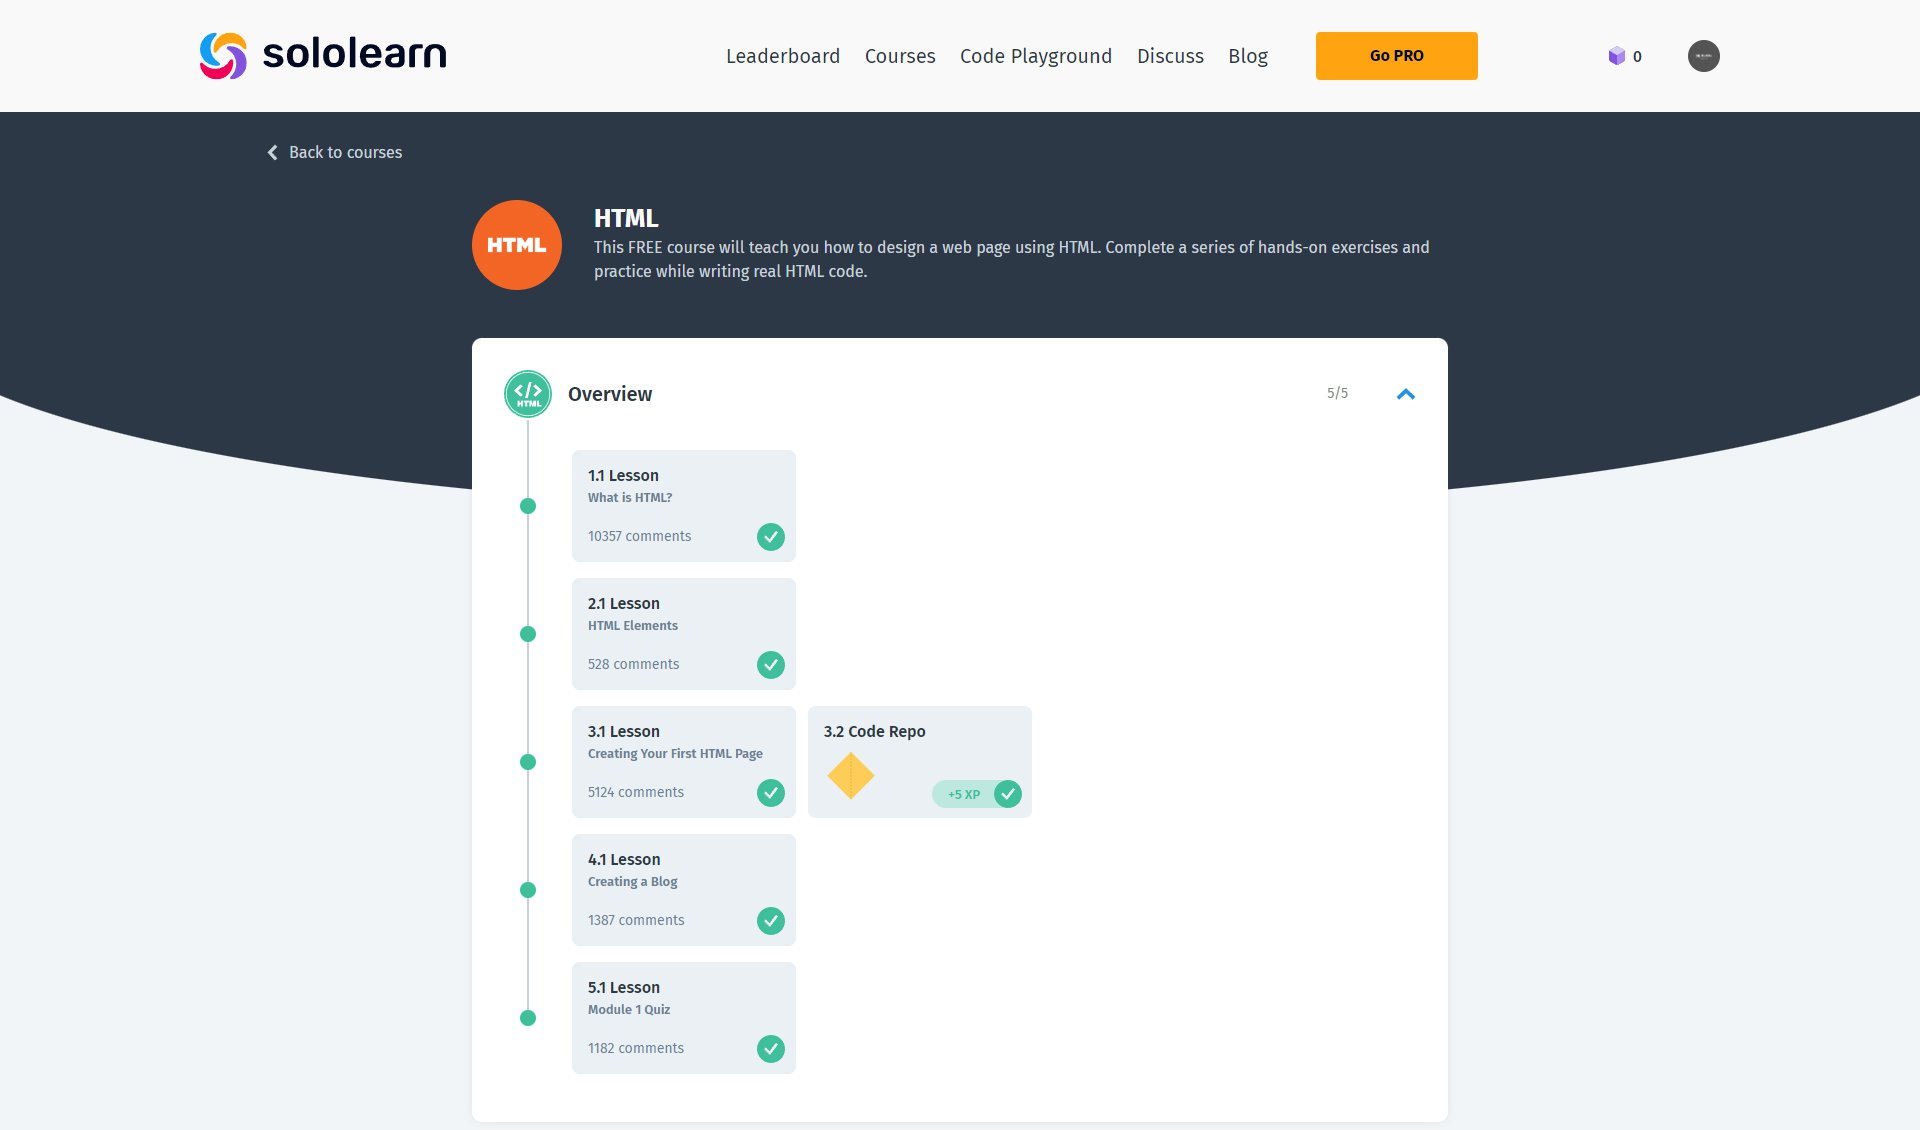 sololearn
Leaderboard Courses Code Playground Discuss Blog Go PRO 0
Back to courses
HTML
HTML
This FREE course will teach you how to design a web page using HTML. Complete a series of hands-on exercises and
practice while writing real HTML code.
</>
HTML
Overview 5/5
1.1 Lesson
What is HTML?
10357 comments
2.1 Lesson
HTML Elements
528 comments
3.1 Lesson
Creating Your First HTML Page
5124 comments
3.2 Code Repo
+5 XP
4.1 Lesson
Creating a Blog
1387 comments
5.1 Lesson
Module 1 Quiz
1182 comments